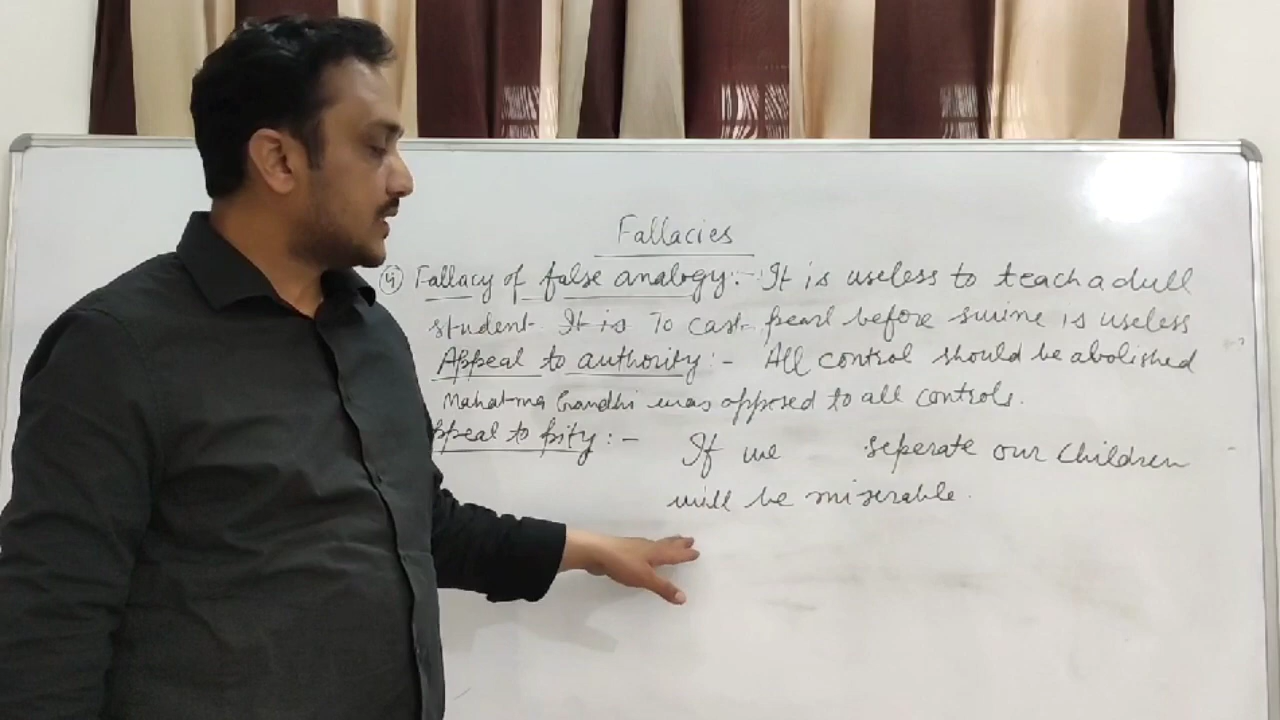 Fallacies
④ Fallacy of false analogy:- It is useless to teach a dull
student. It is To cast pearl before swine is useless
Appeal to authority:- All control should be abolished
Mahatma Gandhi was opposed to all controls.
ppeal to pity:- If we seperate our children
will be miserable.